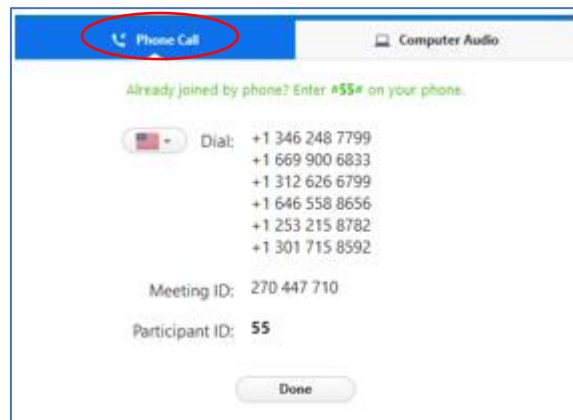 Phone Call
Computer Audio
Already joined by phone? Enter #55# on your phone.
Dial: +1 346 248 7799
+1 669 900 6833
+1 312 626 6799
+1 646 558 8656
+1 253 215 8782
+1 301 715 8592
Meeting ID: 270 447 710
Participant ID: 55
Done